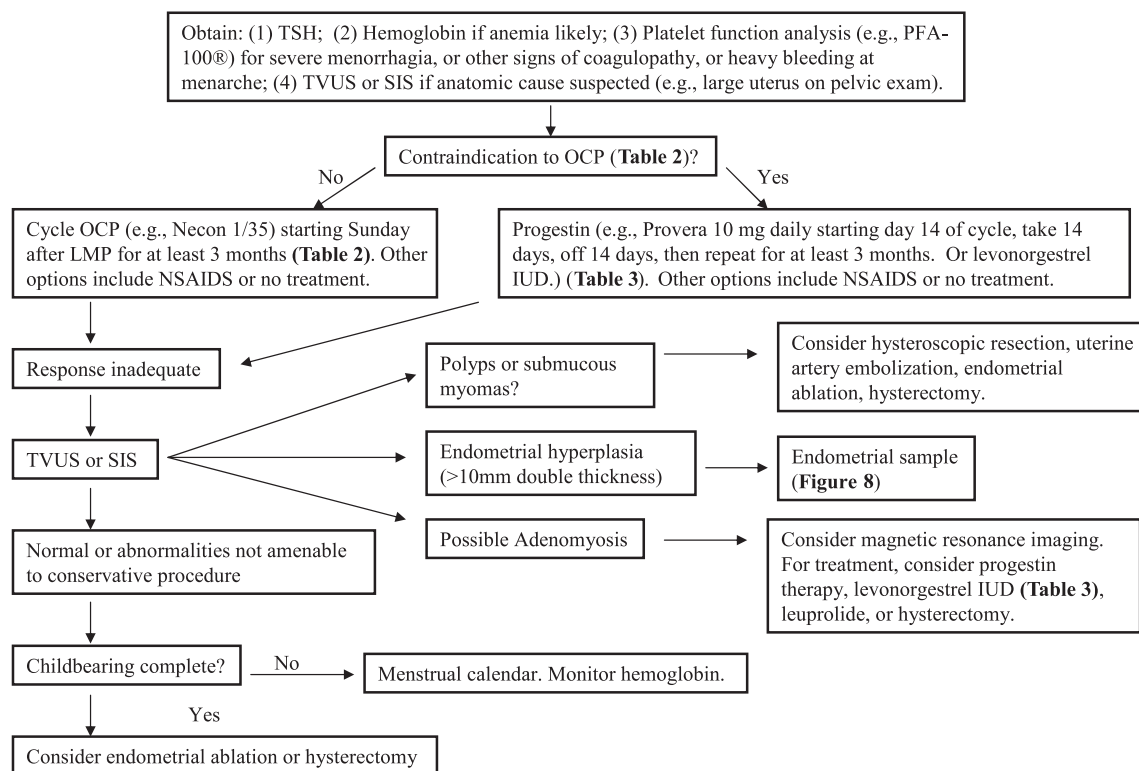 Obtain: (1) TSH; (2) Hemoglobin if anemia likely; (3) Platelet function analysis (e.g., PFA-
100®) for severe menorrhagia, or other signs of coagulopathy, or heavy bleeding at
menarche; (4) TVUS or SIS if anatomic cause suspected (e.g., large uterus on pelvic exam).
Contraindication to OCP (Table 2)?
No
Yes
Cycle OCP (e.g., Necon 1/35) starting Sunday
after LMP for at least 3 months (Table 2). Other
options include NSAIDS or no treatment.
Progestin (e.g., Provera 10 mg daily starting day 14 of cycle, take 14
days, off 14 days, then repeat for at least 3 months. Or levonorgestrel
IUD.) (Table 3). Other options include NSAIDS or no treatment.
Response inadequate
Polyps or submucous
myomas?
Consider hysteroscopic resection, uterine
artery embolization, endometrial
ablation, hysterectomy.
TVUS or SIS
Endometrial hyperplasia
(>10mm double thickness)
Endometrial sample
(Figure 8)
Normal or abnormalities not amenable
to conservative procedure
Possible Adenomyosis
Consider magnetic resonance imaging.
For treatment, consider progestin
therapy, levonorgestrel IUD (Table 3),
leuprolide, or hysterectomy.
Childbearing complete?
No
Menstrual calendar. Monitor hemoglobin.
Yes
Consider endometrial ablation or hysterectomy